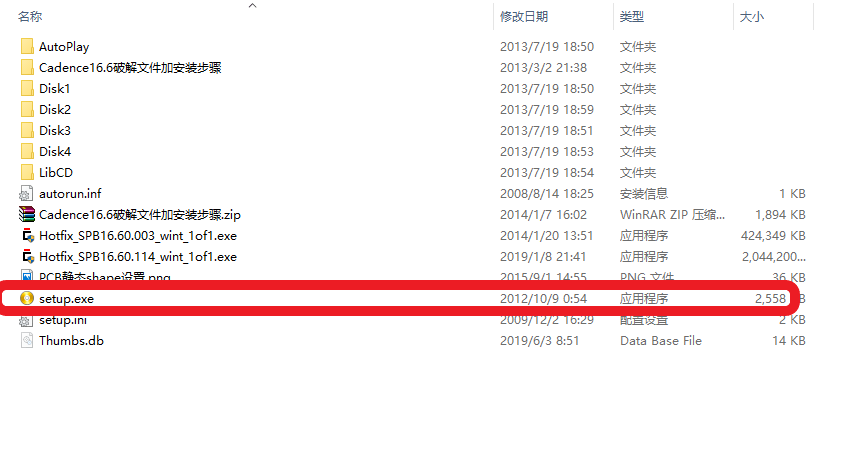 名称 修改日期 类型 大小
AutoPlay 2013/7/19 18:50 文件夹
Cadence16.6破解文件加安装步骤 2013/3/2 21:38 文件夹
Disk1 2013/7/19 18:50 文件夹
Disk2 2013/7/19 18:50 文件夹
Disk3 2013/7/19 18:51 文件夹
Disk4 2013/7/19 18:53 文件夹
LibCD 2013/7/19 18:54 文件夹
autorun.inf 2008/8/14 18:25 安装信息 1 KB
Cadence16.6破解文件加安装步骤.zip 2014/1/7 16:02 WinRAR ZIP 压缩... 1,894 KB
Hotfix_SPB16.60.003_wint_1of1.exe 2014/1/20 13:51 应用程序 424,349 KB
Hotfix_SPB16.60.114_wint_1of1.exe 2019/1/8 21:41 应用程序 2,044,200...
PCB静态shape设置.png 2015/9/1 14:55 PNG 文件 36 KB
setup.exe 2012/10/9 0:54 应用程序 2,558 KB
setup.ini 2009/12/2 16:29 配置设置 2 KB
Thumbs.db 2019/6/3 8:51 Data Base File 14 KB